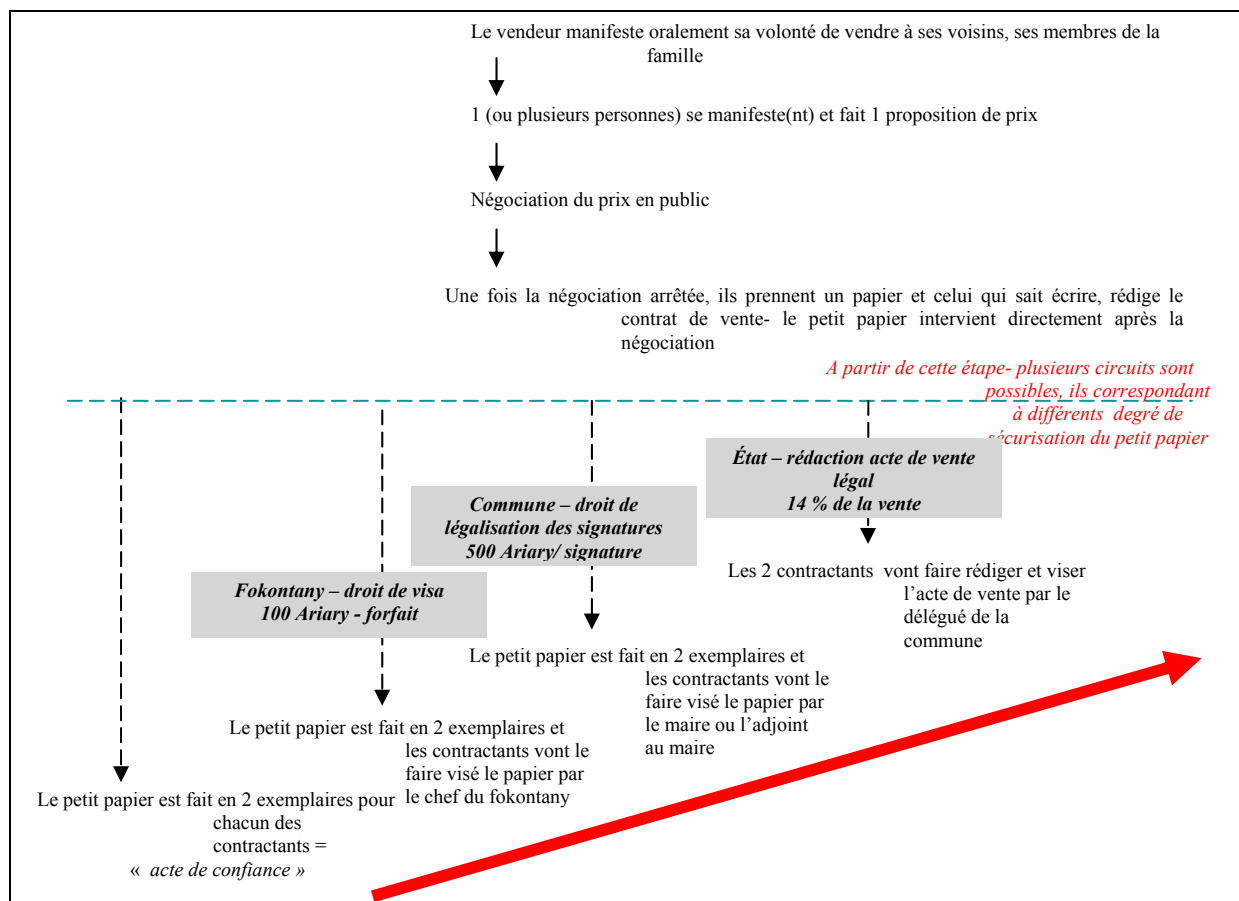 Le vendeur manifeste oralement sa volonté de vendre à ses voisins, ses membres de la
famille
1 (ou plusieurs personnes) se manifeste(nt) et fait 1 proposition de prix
Négociation du prix en public
Une fois la négociation arrêtée, ils prennent un papier et celui qui sait écrire, rédige le
contrat de vente- le petit papier intervient directement après la
négociation
A partir de cette étape- plusieurs circuits sont
possibles, ils correspondant
à différents degré de
sécurisation du petit papier
État – rédaction acte de vente
légal
14 % de la vente
Les 2 contractants vont faire rédiger et viser
l’acte de vente par le
délégué de la
commune
Commune – droit de
légalisation des signatures
500 Ariary/ signature
Le petit papier est fait en 2 exemplaires et
les contractants vont le
faire visé le papier par
le maire ou l’adjoint
au maire
Fokontany – droit de visa
100 Ariary - forfait
Le petit papier est fait en 2 exemplaires et
les contractants vont le
faire visé le papier par
le chef du fokontany
Le petit papier est fait en 2 exemplaires pour
chacun des
contractants =
« acte de confiance »